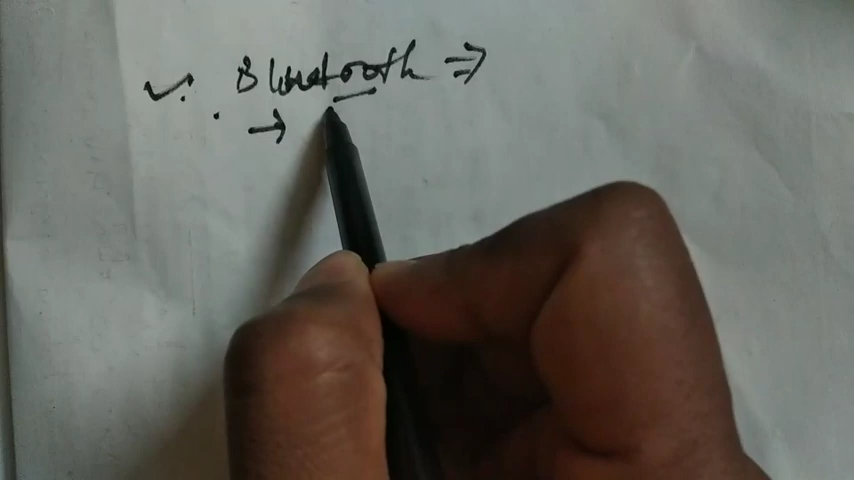 ✓. Bluetooth ⇒
. →